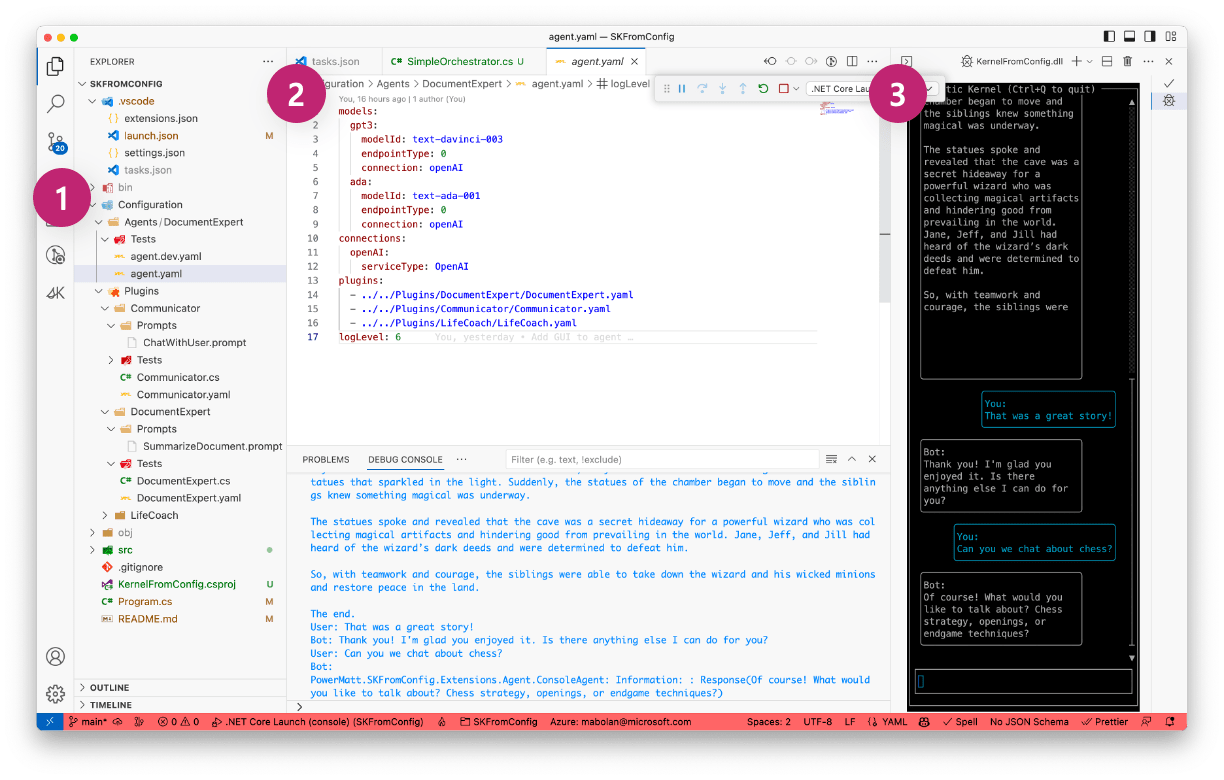 agent.yaml — SKFromConfig
EXPLORER
SKFROMCONFIG
.vscode
extensions.json
launch.json M
settings.json
tasks.json
bin
Configuration
Agents / DocumentExpert
Tests
agent.dev.yaml
agent.yaml
Plugins
Communicator
Prompts
ChatWithUser.prompt
Tests
C# Communicator.cs
Communicator.yaml
DocumentExpert
Prompts
SummarizeDocument.prompt
Tests
C# DocumentExpert.cs
DocumentExpert.yaml
LifeCoach
obj
src
.gitignore
KernelFromConfig.csproj U
C# Program.cs M
README.md M
OUTLINE
TIMELINE
20
1
2
3
tasks.json
C# SimpleOrchestrator.cs U
agent.yaml
Agents > DocumentExpert > agent.yaml > # logLevel
You, 16 hours ago | 1 author (You)
models:
2 gpt3:
3 modelId: text-davinci-003
4 endpointType: 0
5 connection: openAI
6 ada:
7 modelId: text-ada-001
8 endpointType: 0
9 connection: openAI
10 connections:
11 openAI:
12 serviceType: OpenAI
13 plugins:
14 - ../../Plugins/DocumentExpert/DocumentExpert.yaml
15 - ../../Plugins/Communicator/Communicator.yaml
16 - ../../Plugins/LifeCoach/LifeCoach.yaml
17 logLevel: 6 You, yesterday • Add GUI to agent …
.NET Core
PROBLEMS
DEBUG CONSOLE
Filter (e.g. text, !exclude)
tatues that sparkled in the light. Suddenly, the statues of the chamber began to move and the siblin
gs knew something magical was underway.
The statues spoke and revealed that the cave was a secret hideaway for a powerful wizard who was col
lecting magical artifacts and hindering good from prevailing in the world. Jane, Jeff, and Jill had
heard of the wizard's dark deeds and were determined to defeat him.
So, with teamwork and courage, the siblings were able to take down the wizard and his wicked minions
and restore peace in the land.
The end.
User: That was a great story!
Bot: Thank you! I'm glad you enjoyed it. Is there anything else I can do for you?
User: Can you we chat about chess?
Bot:
PowerMatt.SKFromConfig.Extensions.Agent.ConsoleAgent: Information: : Response(Of course! What would
you like to talk about? Chess strategy, openings, or endgame techniques?)
KernelFromConfig.dll
Kernel (Ctrl+Q to quit)
chamber began to move and
the siblings knew something
magical was underway.
The statues spoke and
revealed that the cave was a
secret hideaway for a
powerful wizard who was
collecting magical artifacts
and hindering good from
prevailing in the world.
Jane, Jeff, and Jill had
heard of the wizard's dark
deeds and were determined to
defeat him.
So, with teamwork and
courage, the siblings were
You:
That was a great story!
Bot:
Thank you! I'm glad you
enjoyed it. Is there
anything else I can do for
you?
You:
Can you we chat about chess?
Bot:
Of course! What would you
like to talk about? Chess
strategy, openings, or
endgame techniques?
main*
0 0
.NET Core Launch (console) (SKFromConfig)
SKFromConfig
Azure: mabolan@microsoft.com
Spaces: 2
UTF-8
LF
YAML
Spell
No JSON Schema
Prettier